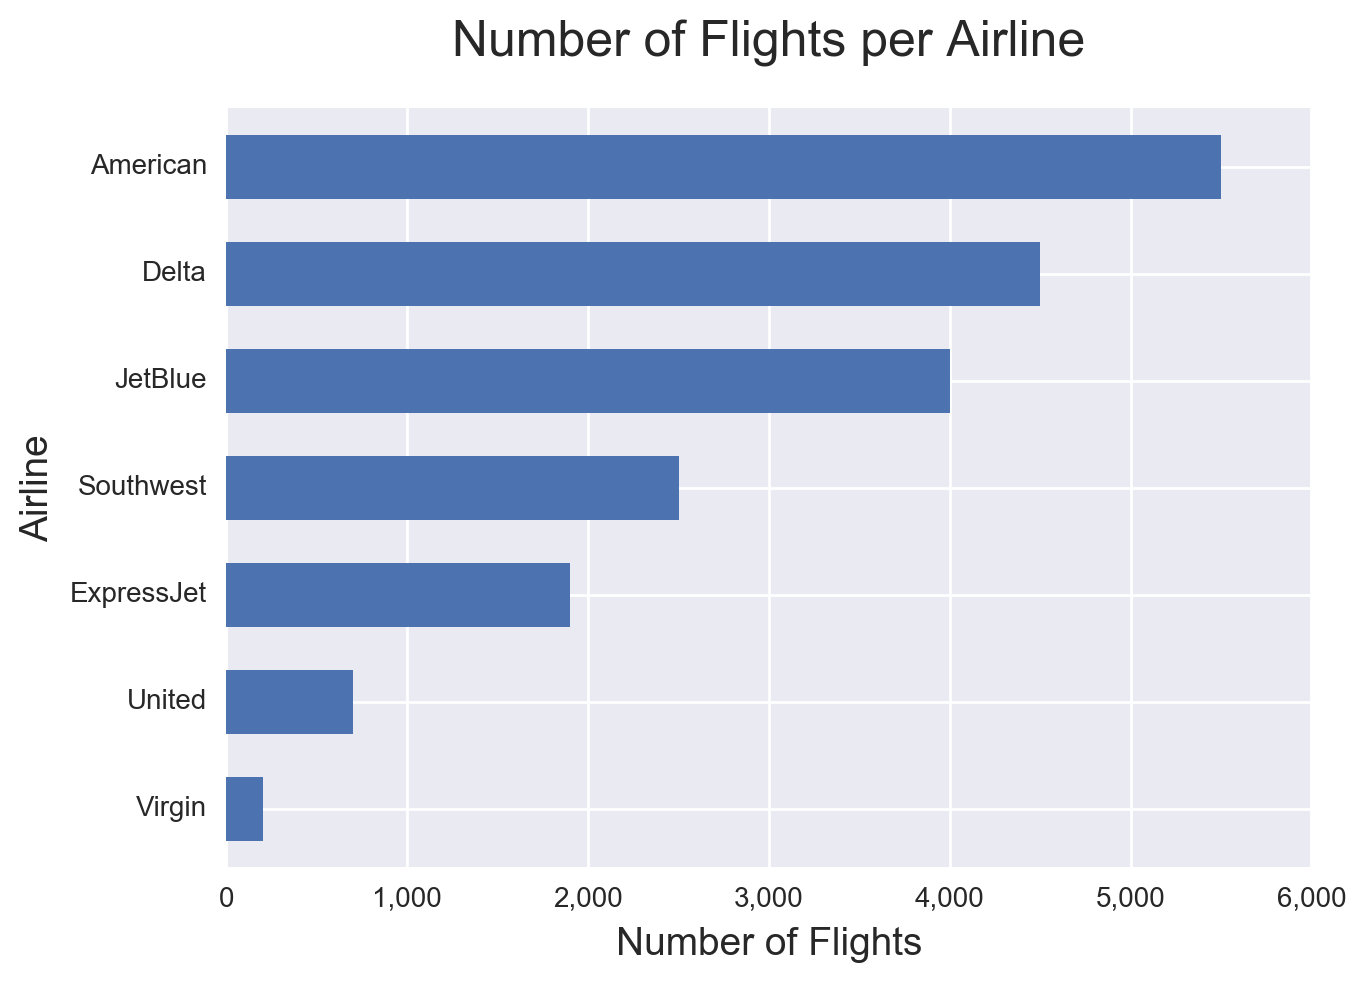 Number of Flights per Airline
American
Delta
JetBlue
Southwest
ExpressJet
United
Virgin
Airline
0 1,000 2,000 3,000 4,000 5,000 6,000
Number of Flights